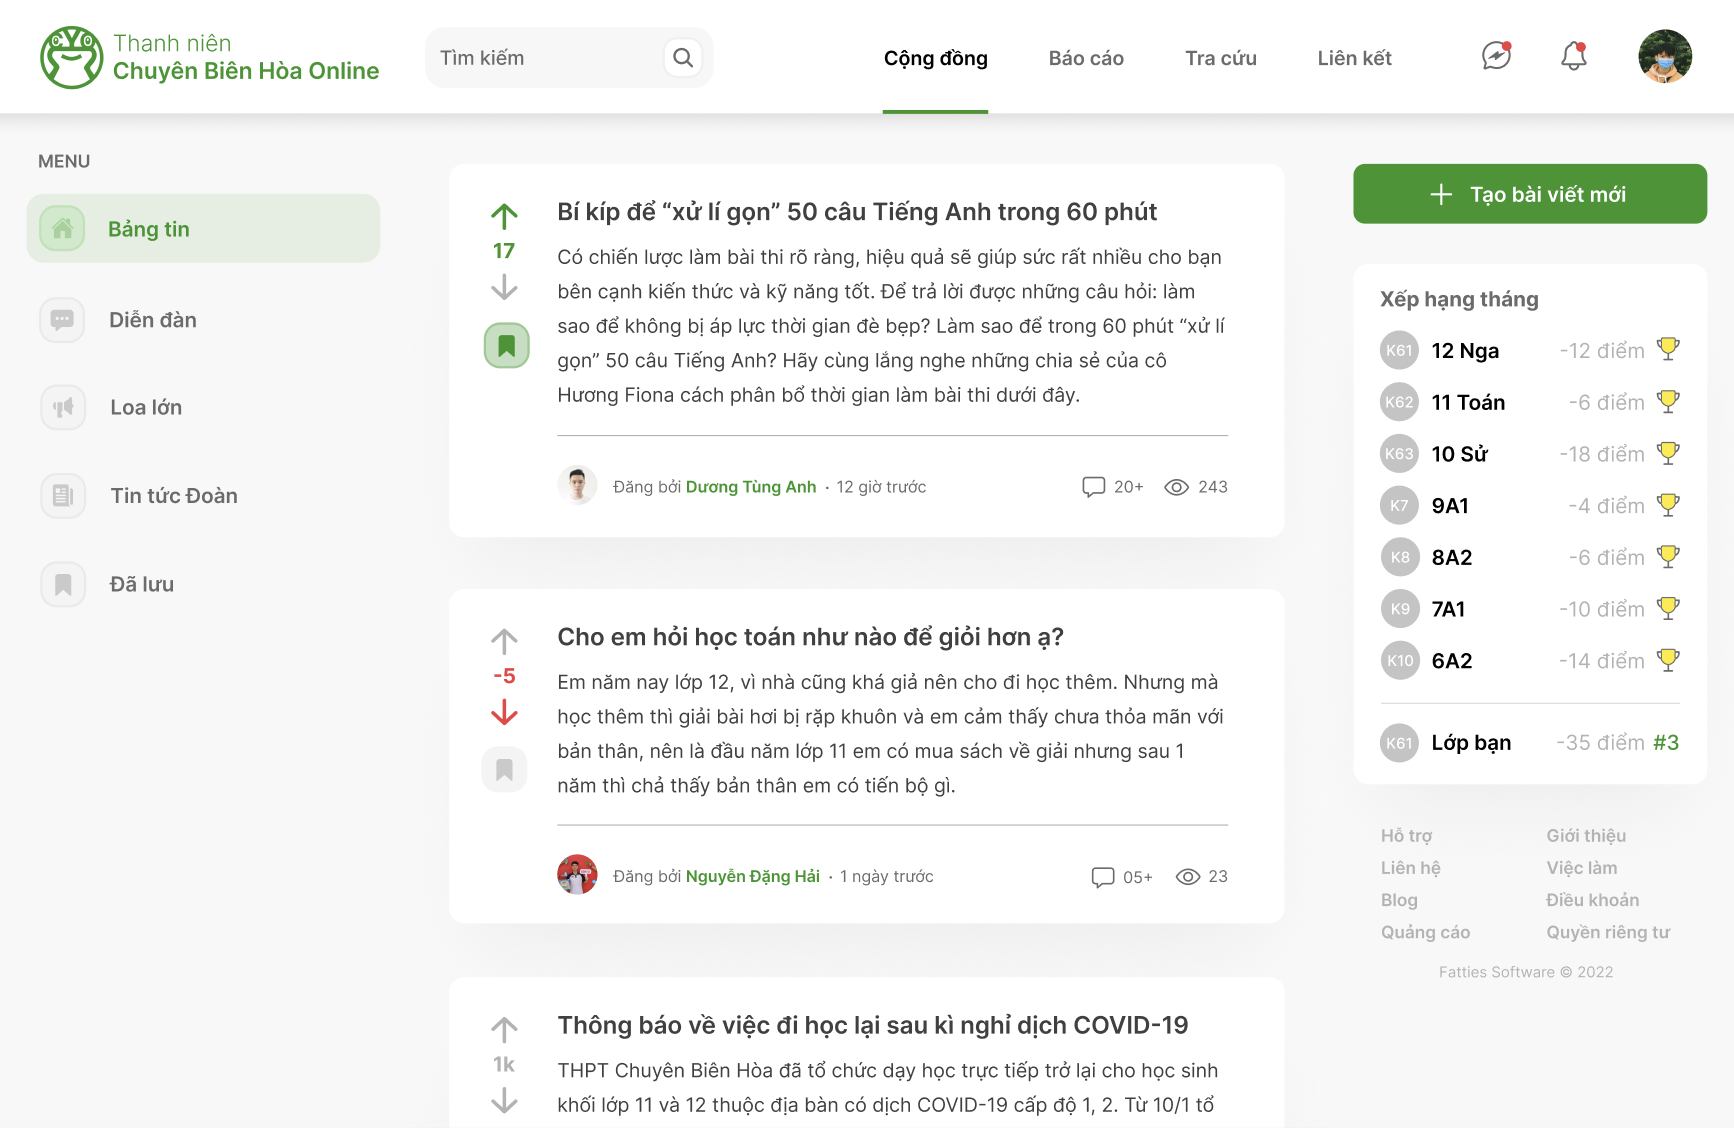 Thanh niên
Chuyên Biên Hòa Online
Tìm kiếm
Cộng đồng
Báo cáo
Tra cứu
Liên kết
MENU
Bảng tin
Diễn đàn
Loa lớn
Tin tức Đoàn
Đã lưu
17
Bí kíp để “xử lí gọn” 50 câu Tiếng Anh trong 60 phút
Có chiến lược làm bài thi rõ ràng, hiệu quả sẽ giúp sức rất nhiều cho bạn
bên cạnh kiến thức và kỹ năng tốt. Để trả lời được những câu hỏi: làm
sao để không bị áp lực thời gian đè bẹp? Làm sao để trong 60 phút “xử lí
gọn” 50 câu Tiếng Anh? Hãy cùng lắng nghe những chia sẻ của cô
Hương Fiona cách phân bổ thời gian làm bài thi dưới đây.
Đăng bởi Dương Tùng Anh · 12 giờ trước
20+
243
-5
Cho em hỏi học toán như nào để giỏi hơn ạ?
Em năm nay lớp 12, vì nhà cũng khá giả nên cho đi học thêm. Nhưng mà
học thêm thì giải bài hơi bị rặp khuôn và em cảm thấy chưa thỏa mãn với
bản thân, nên là đầu năm lớp 11 em có mua sách về giải nhưng sau 1
năm thì chả thấy bản thân em có tiến bộ gì.
Đăng bởi Nguyễn Đặng Hải · 1 ngày trước
05+
23
1k
Thông báo về việc đi học lại sau kì nghỉ dịch COVID-19
THPT Chuyên Biên Hòa đã tổ chức dạy học trực tiếp trở lại cho học sinh
khối lớp 11 và 12 thuộc địa bàn có dịch COVID-19 cấp độ 1, 2. Từ 10/1 tổ
Tạo bài viết mới
Xếp hạng tháng
K61 12 Nga -12 điểm
K62 11 Toán -6 điểm
K63 10 Sử -18 điểm
K7 9A1 -4 điểm
K8 8A2 -6 điểm
K9 7A1 -10 điểm
K10 6A2 -14 điểm
K61 Lớp bạn -35 điểm #3
Hỗ trợ
Giới thiệu
Liên hệ
Việc làm
Blog
Điều khoản
Quảng cáo
Quyền riêng tư
Fatties Software © 2022